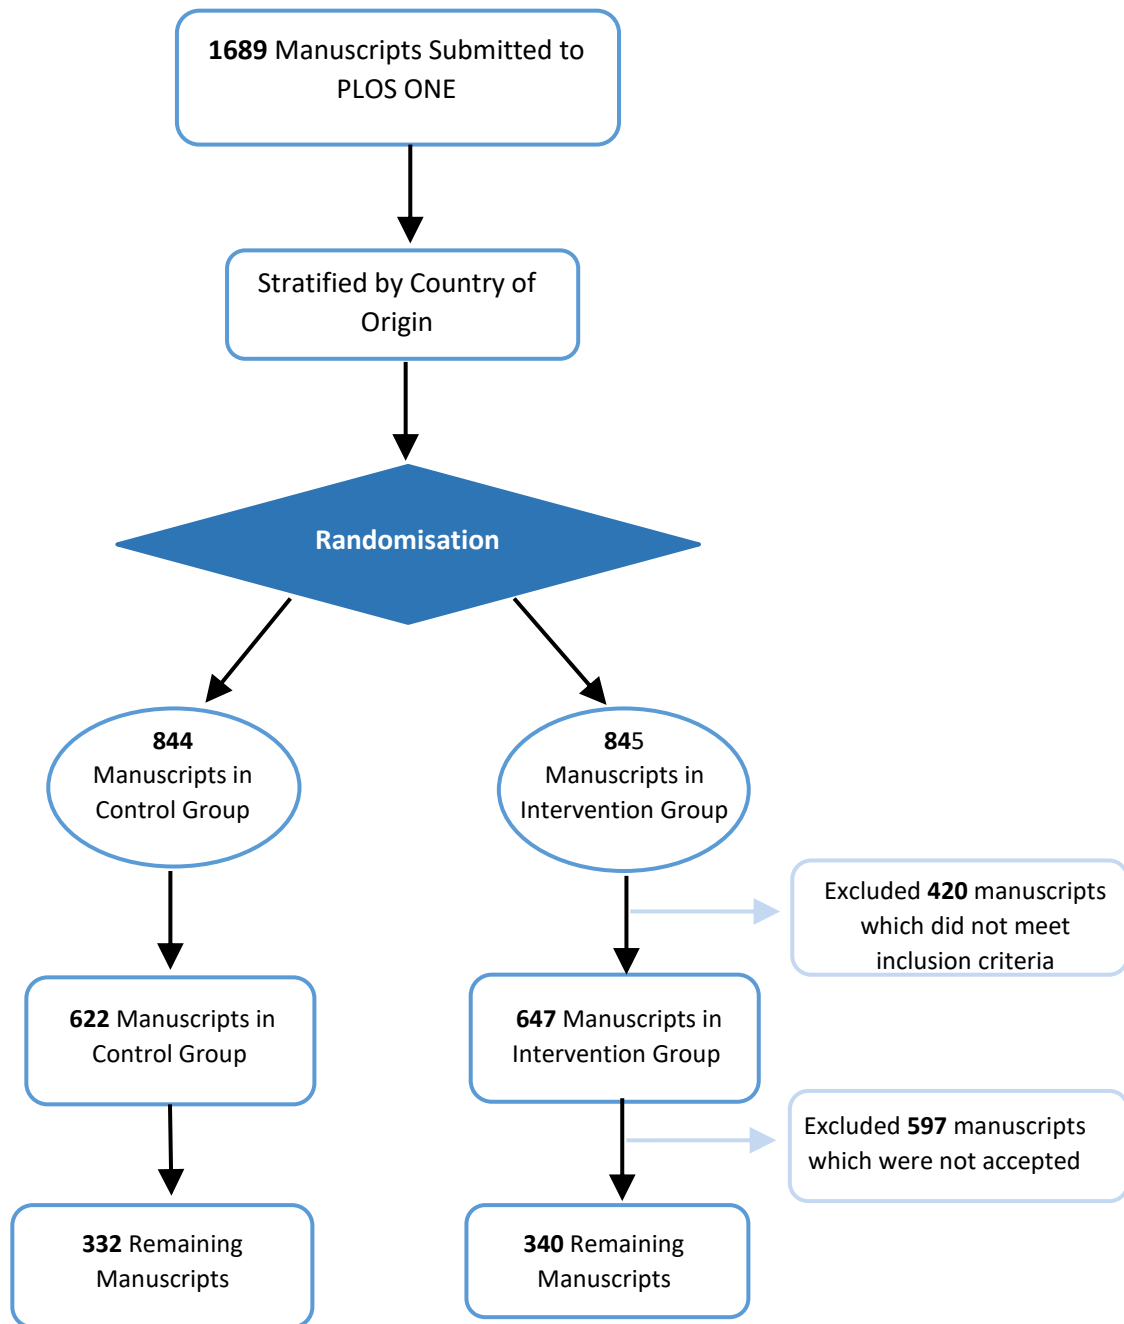 1689 Manuscripts Submitted to
PLOS ONE
Stratified by Country of
Origin
Randomisation
844
Manuscripts in
Control Group
845
Manuscripts in
Intervention Group
Excluded 420 manuscripts
which did not meet
inclusion criteria
622 Manuscripts in
Control Group
647 Manuscripts in
Intervention Group
Excluded 597 manuscripts
which were not accepted
332 Remaining
Manuscripts
340 Remaining
Manuscripts